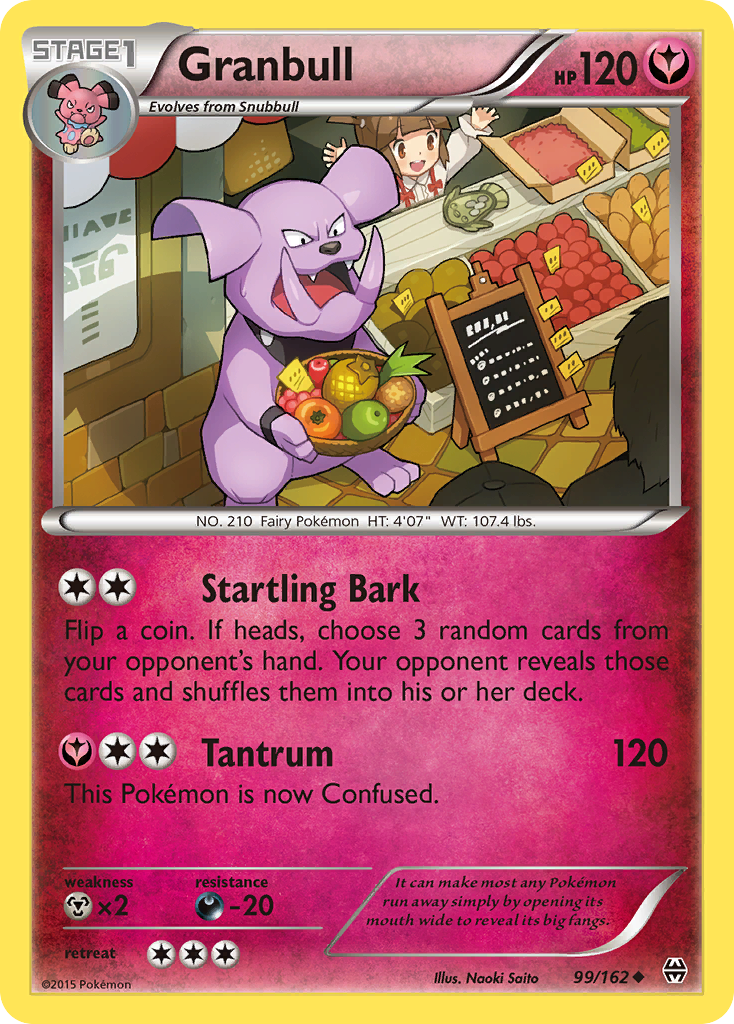 STAGE1
Granbull
HP120
Evolves from Snubbull
NO. 210 Fairy Pokémon HT: 4'07" WT: 107.4 lbs.
Startling Bark
Flip a coin. If heads, choose 3 random cards from
your opponent's hand. Your opponent reveals those
cards and shuffles them into his or her deck.
Tantrum 120
This Pokémon is now Confused.
weakness resistance
×2 -20
It can make most any Pokémon
run away simply by opening its
mouth wide to reveal its big fangs.
retreat
©2015 Pokémon
Illus. Naoki Saito 99/162